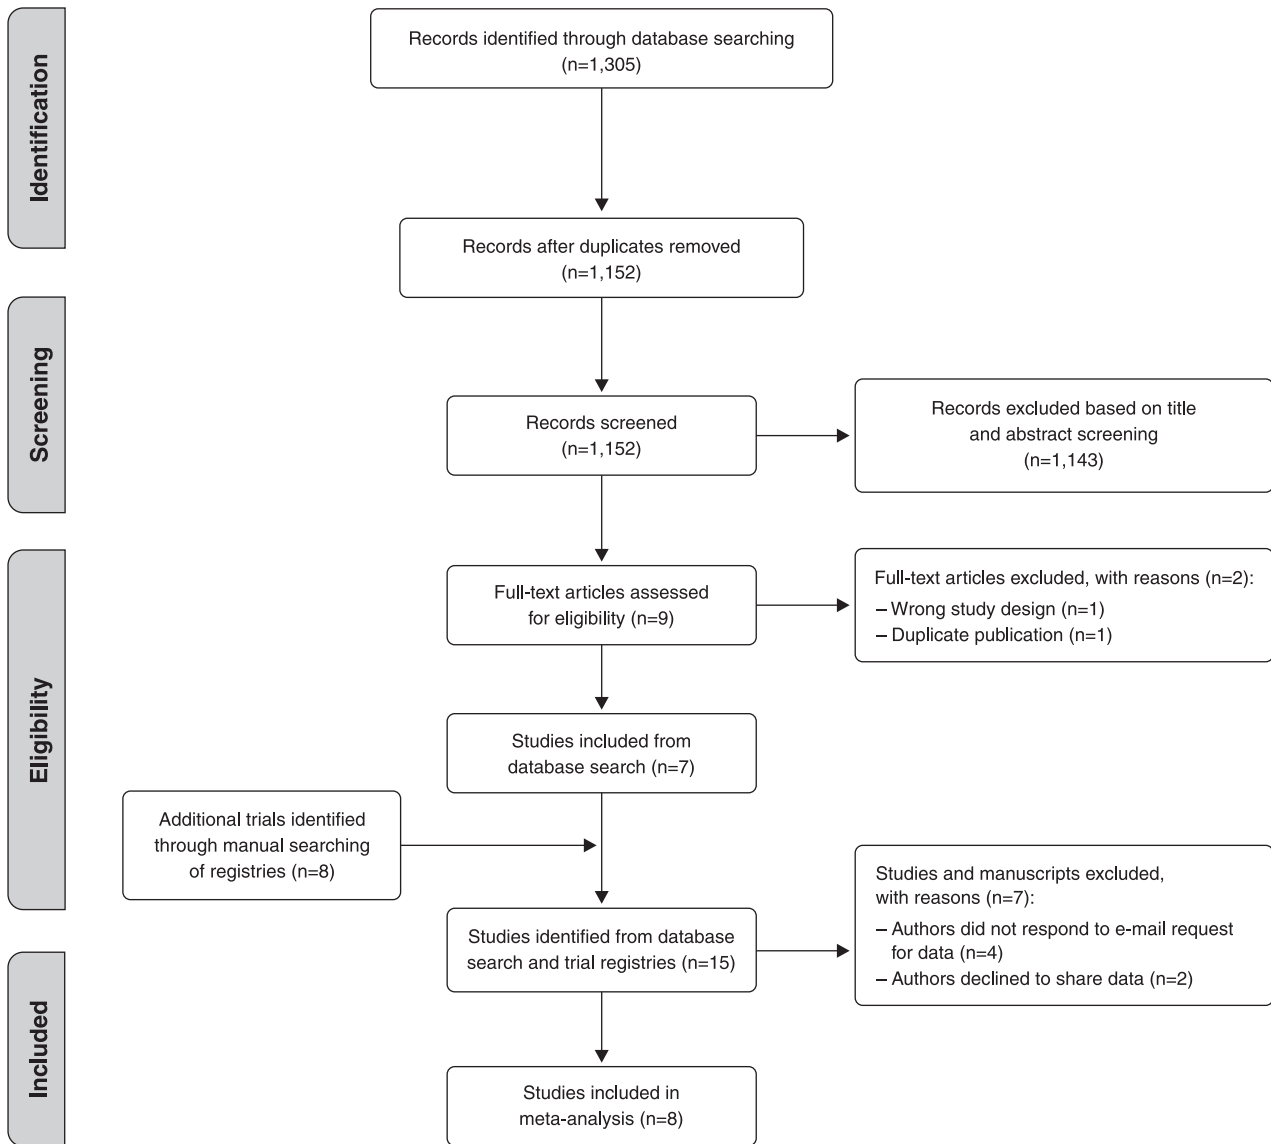 Identification
Records identified through database searching
(n=1,305)
Records after duplicates removed
(n=1,152)
Screening
Records screened
(n=1,152)
Records excluded based on title
and abstract screening
(n=1,143)
Eligibility
Full-text articles assessed
for eligibility (n=9)
Full-text articles excluded, with reasons (n=2):
– Wrong study design (n=1)
– Duplicate publication (n=1)
Studies included from
database search (n=7)
Additional trials identified
through manual searching
of registries (n=8)
Studies identified from database
search and trial registries (n=15)
Studies and manuscripts excluded,
with reasons (n=7):
– Authors did not respond to e-mail request
for data (n=4)
– Authors declined to share data (n=2)
Included
Studies included in
meta-analysis (n=8)